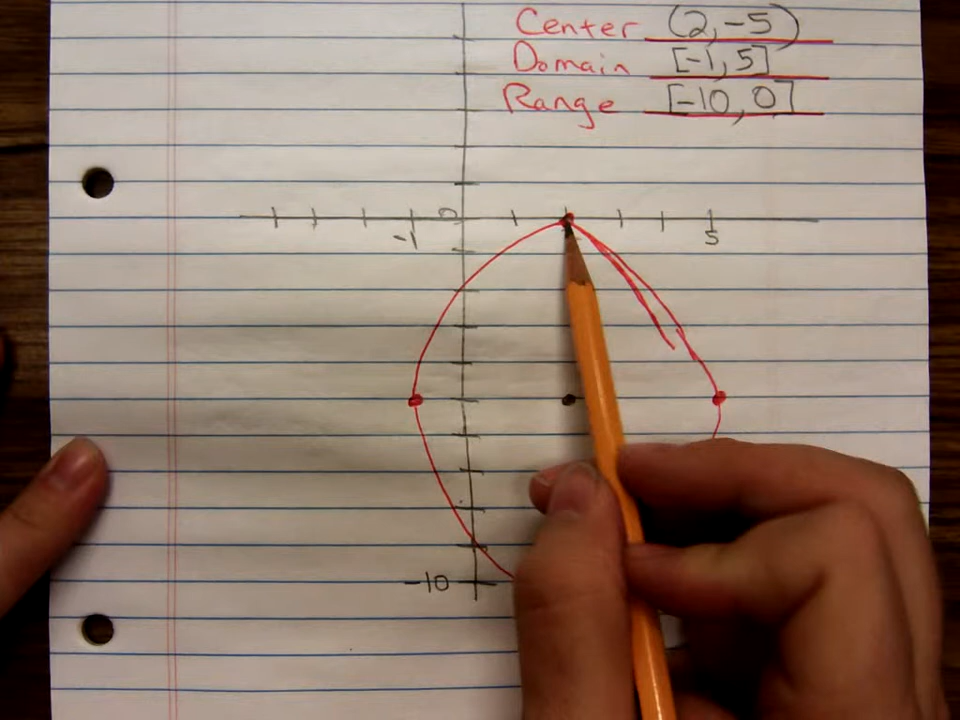 Center (2,-5)
Domain [-1,5]
Range [-10,0]
0
-1 5
-10